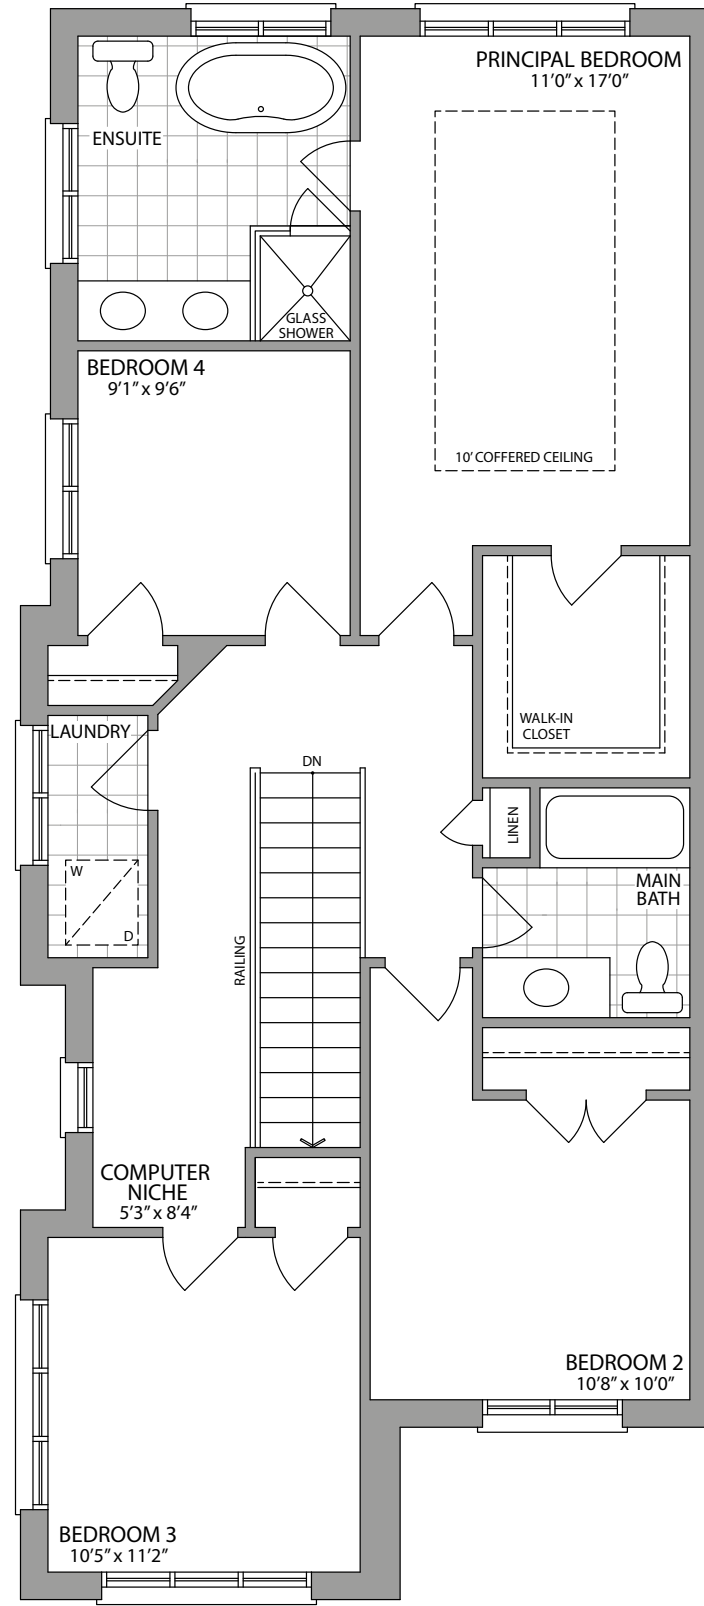 PRINCIPAL BEDROOM
11’0” x 17’0”
ENSUITE
GLASS
SHOWER
BEDROOM 4
9’1” x 9’6”
10’ COFFERED CEILING
WALK-IN
CLOSET
LAUNDRY
DN
LINEN
W
D
MAIN
BATH
RAILING
COMPUTER
NICHE
5’3” x 8’4”
BEDROOM 2
10’8” x 10’0”
BEDROOM 3
10’5” x 11’2”